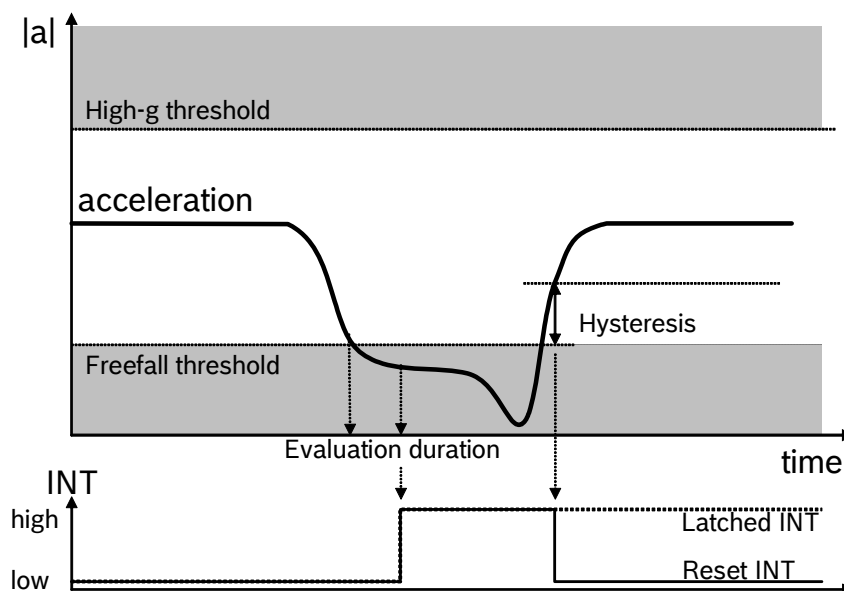 |a|
High-g threshold
acceleration
Hysteresis
Freefall threshold
Evaluation duration
time
INT
high
Latched INT
Reset INT
low